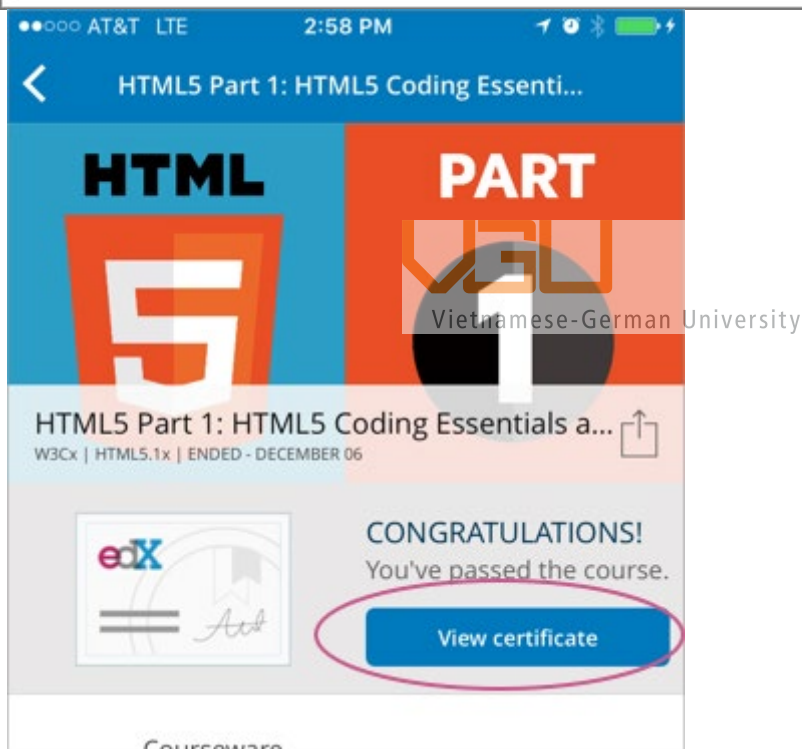 AT&T LTE 2:58 PM
HTML5 Part 1: HTML5 Coding Essenti...
HTML PART
5 1
VGU
Vietnamese-German University
HTML5 Part 1: HTML5 Coding Essentials a...
W3Cx | HTML5.1x | ENDED - DECEMBER 06
edX
CONGRATULATIONS!
You've passed the course.
View certificate
Courseware